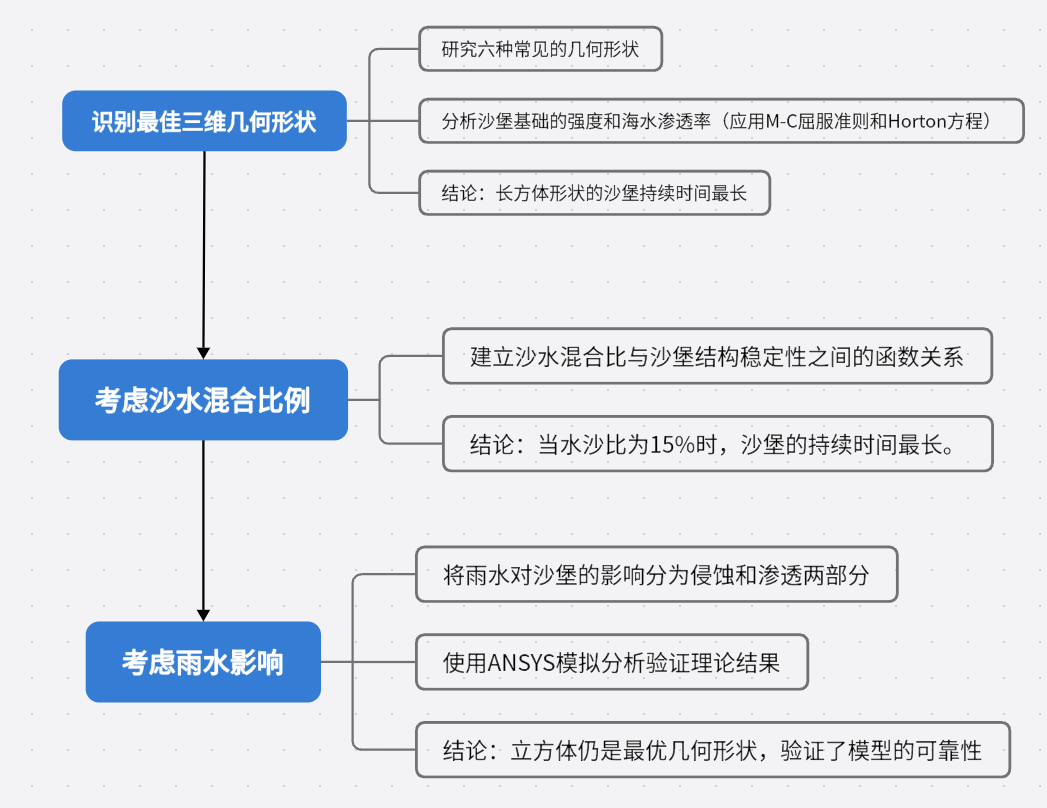 识别最佳三维几何形状
研究六种常见的几何形状
分析沙堡基础的强度和海水渗透率（应用M-C屈服准则和Horton方程）
结论：长方体形状的沙堡持续时间最长
考虑沙水混合比例
建立沙水混合比与沙堡结构稳定性之间的函数关系
结论：当水沙比为15%时，沙堡的持续时间最长。
考虑雨水影响
将雨水对沙堡的影响分为侵蚀和渗透两部分
使用ANSYS模拟分析验证理论结果
结论：立方体仍是最优几何形状，验证了模型的可靠性